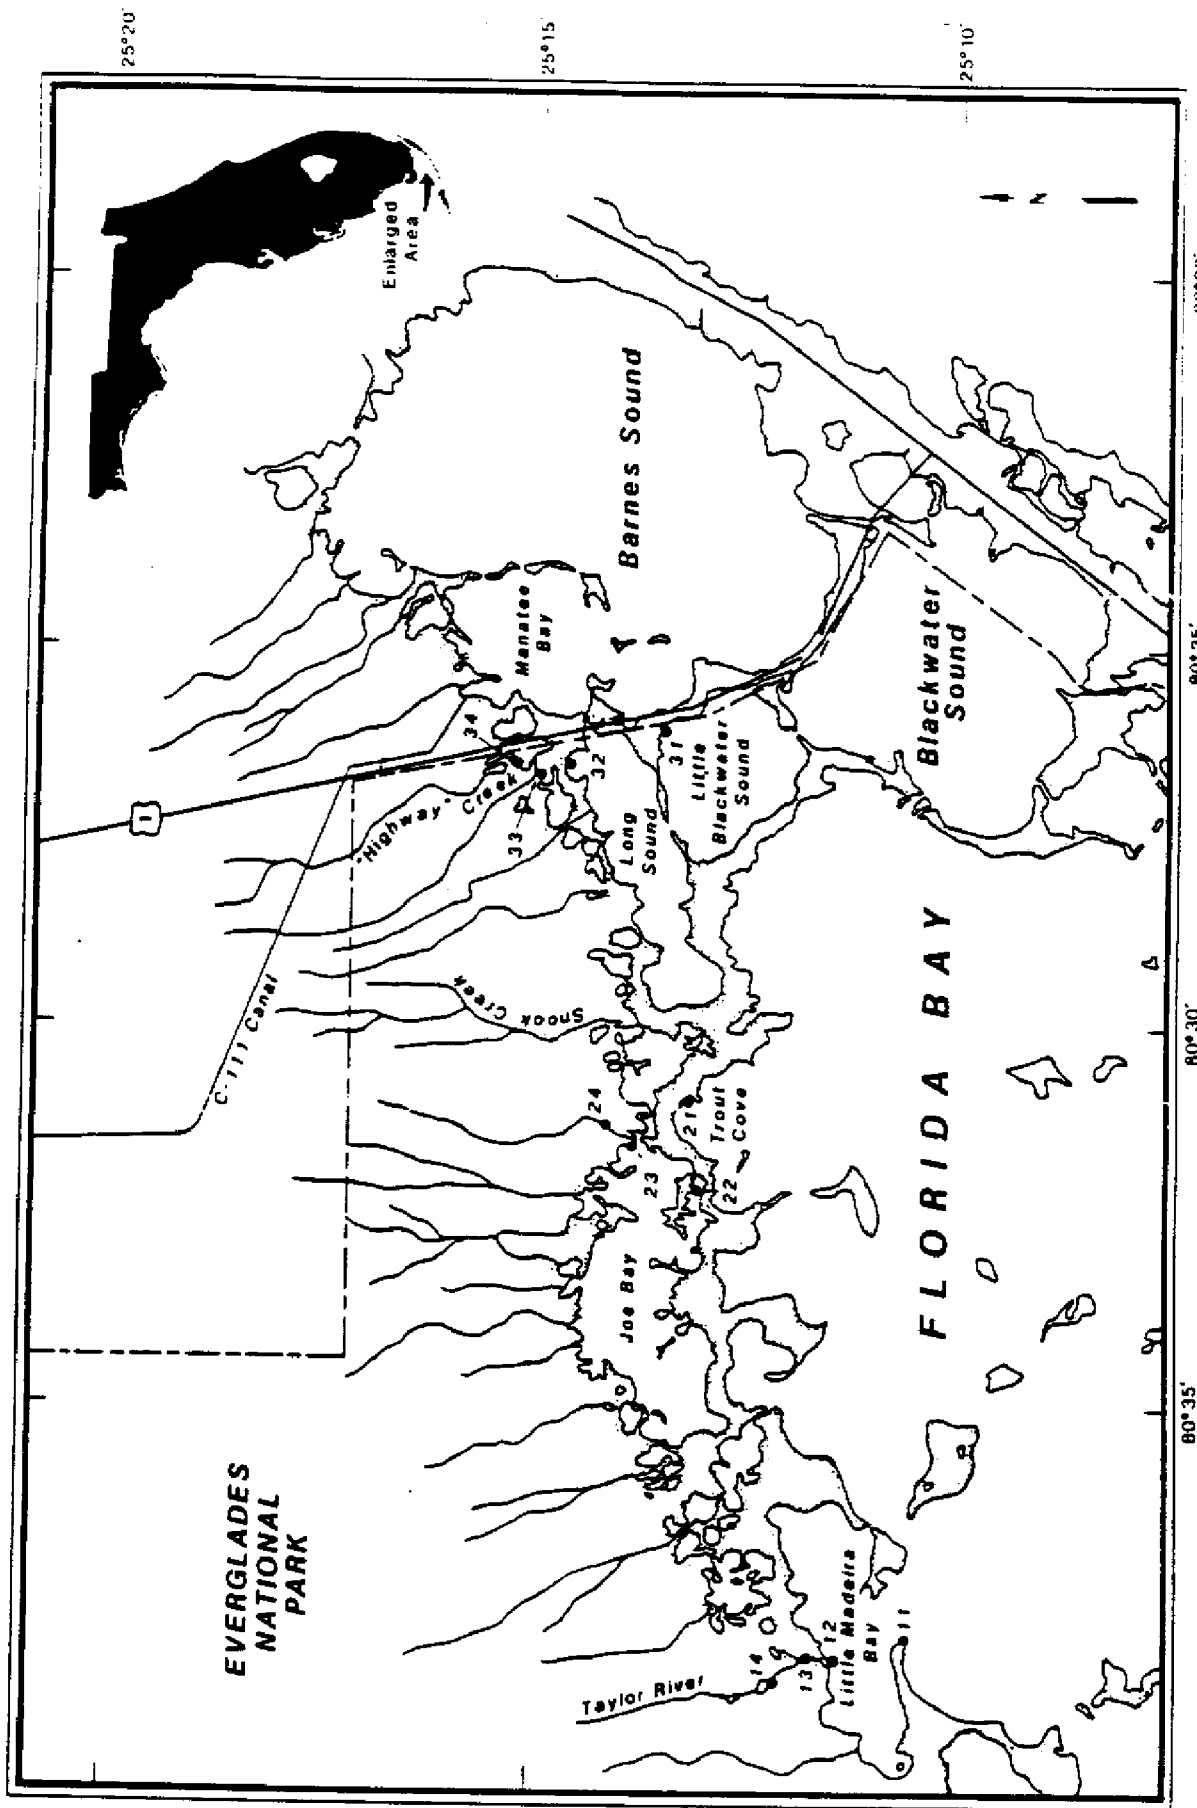 25°20'
25°15'
25°10'
Enlarged
Area
N
Barnes Sound
Manatee
Bay
Blackwater
Sound
Little
Blackwater
Sound
Long
Sound
"Highway" Creek
1
34
33
32
31
C-111 Canal
Snook Creek
24
23
21
22
Trout
Cove
Joe Bay
FLORIDA BAY
EVERGLADES
NATIONAL
PARK
Taylor River
14
13
12
11
Little Madeira
Bay
80°30'
80°35'